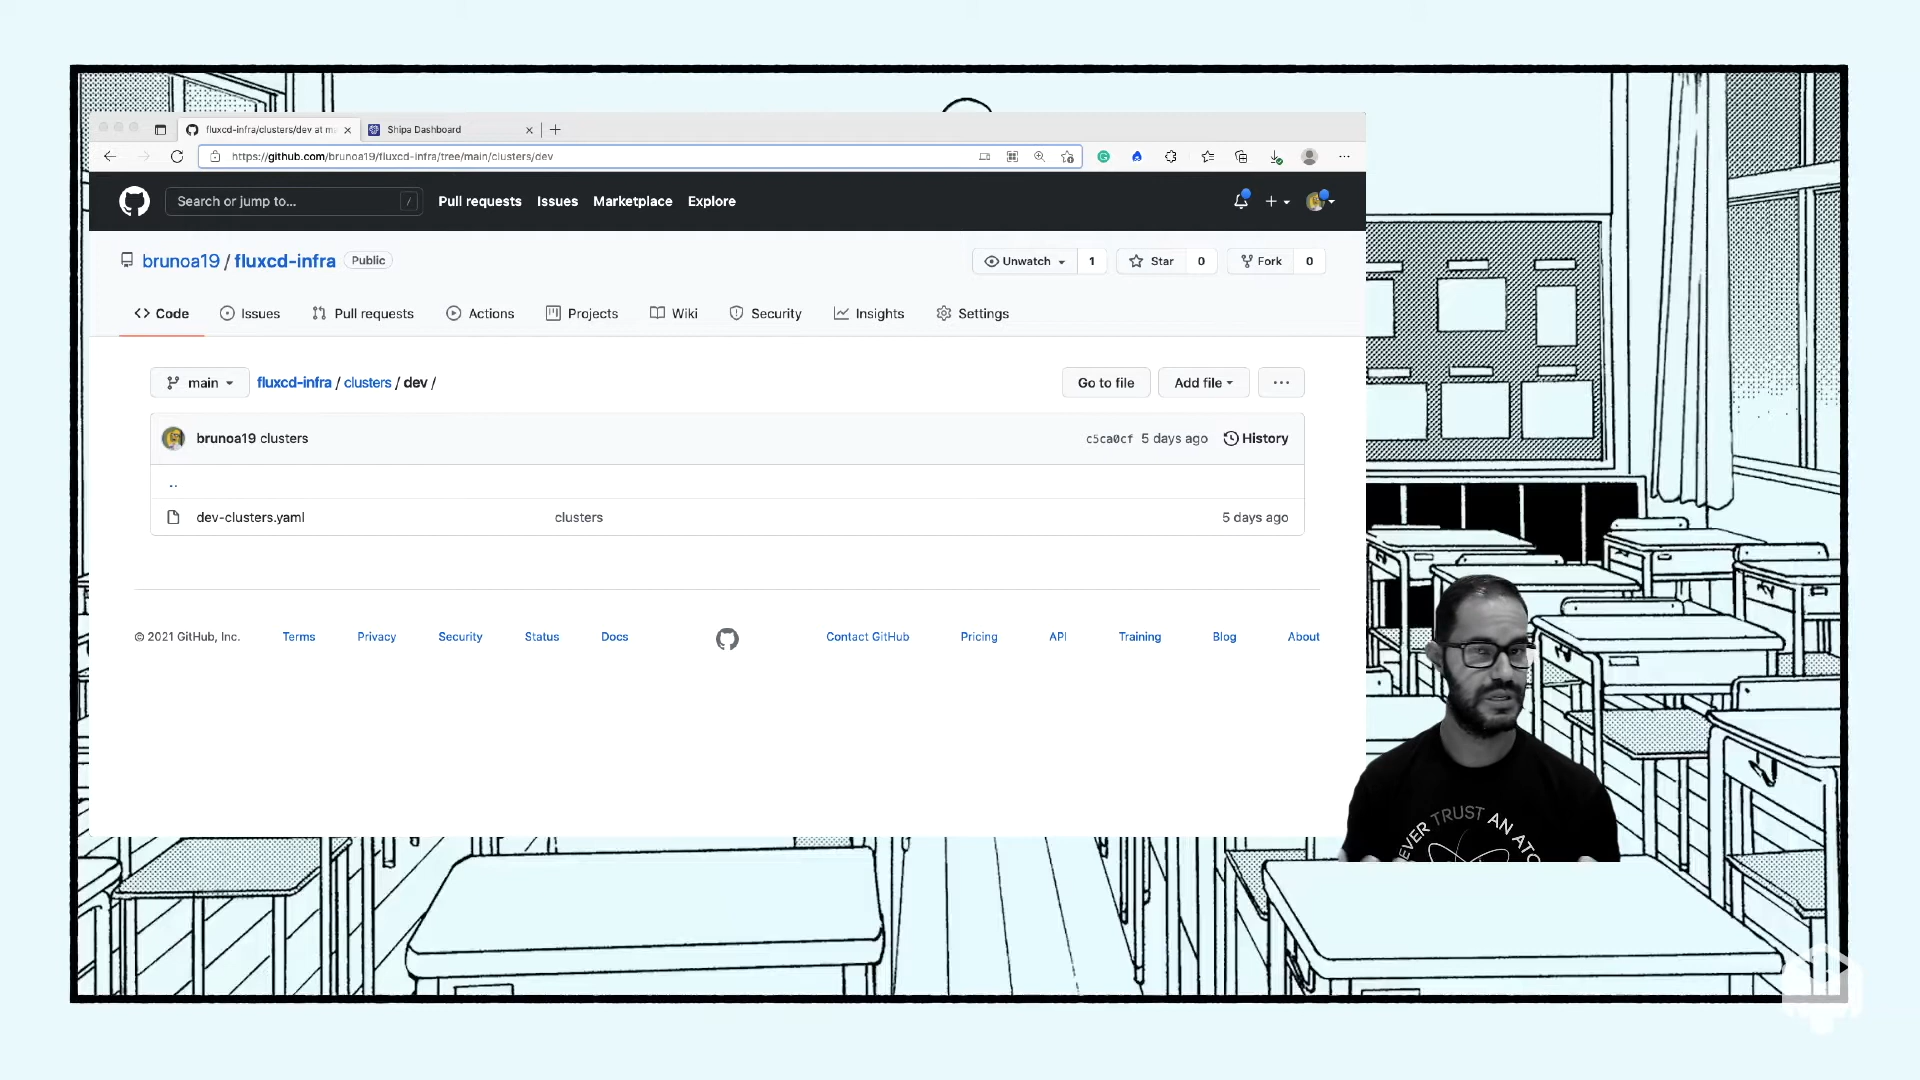 fluxcd-infra/clusters/dev at m
Shipa Dashboard
https://github.com/brunoa19/fluxcd-infra/tree/main/clusters/dev
Search or jump to... /
Pull requests Issues Marketplace Explore
brunoa19 / fluxcd-infra Public
Unwatch 1 Star 0 Fork 0
Code Issues Pull requests Actions Projects Wiki Security Insights Settings
main fluxcd-infra / clusters / dev /
Go to file Add file ...
brunoa19 clusters c5ca0cf 5 days ago History
..
dev-clusters.yaml clusters 5 days ago
© 2021 GitHub, Inc. Terms Privacy Security Status Docs Contact GitHub Pricing API Training Blog About
EVER TRUST AN ATO